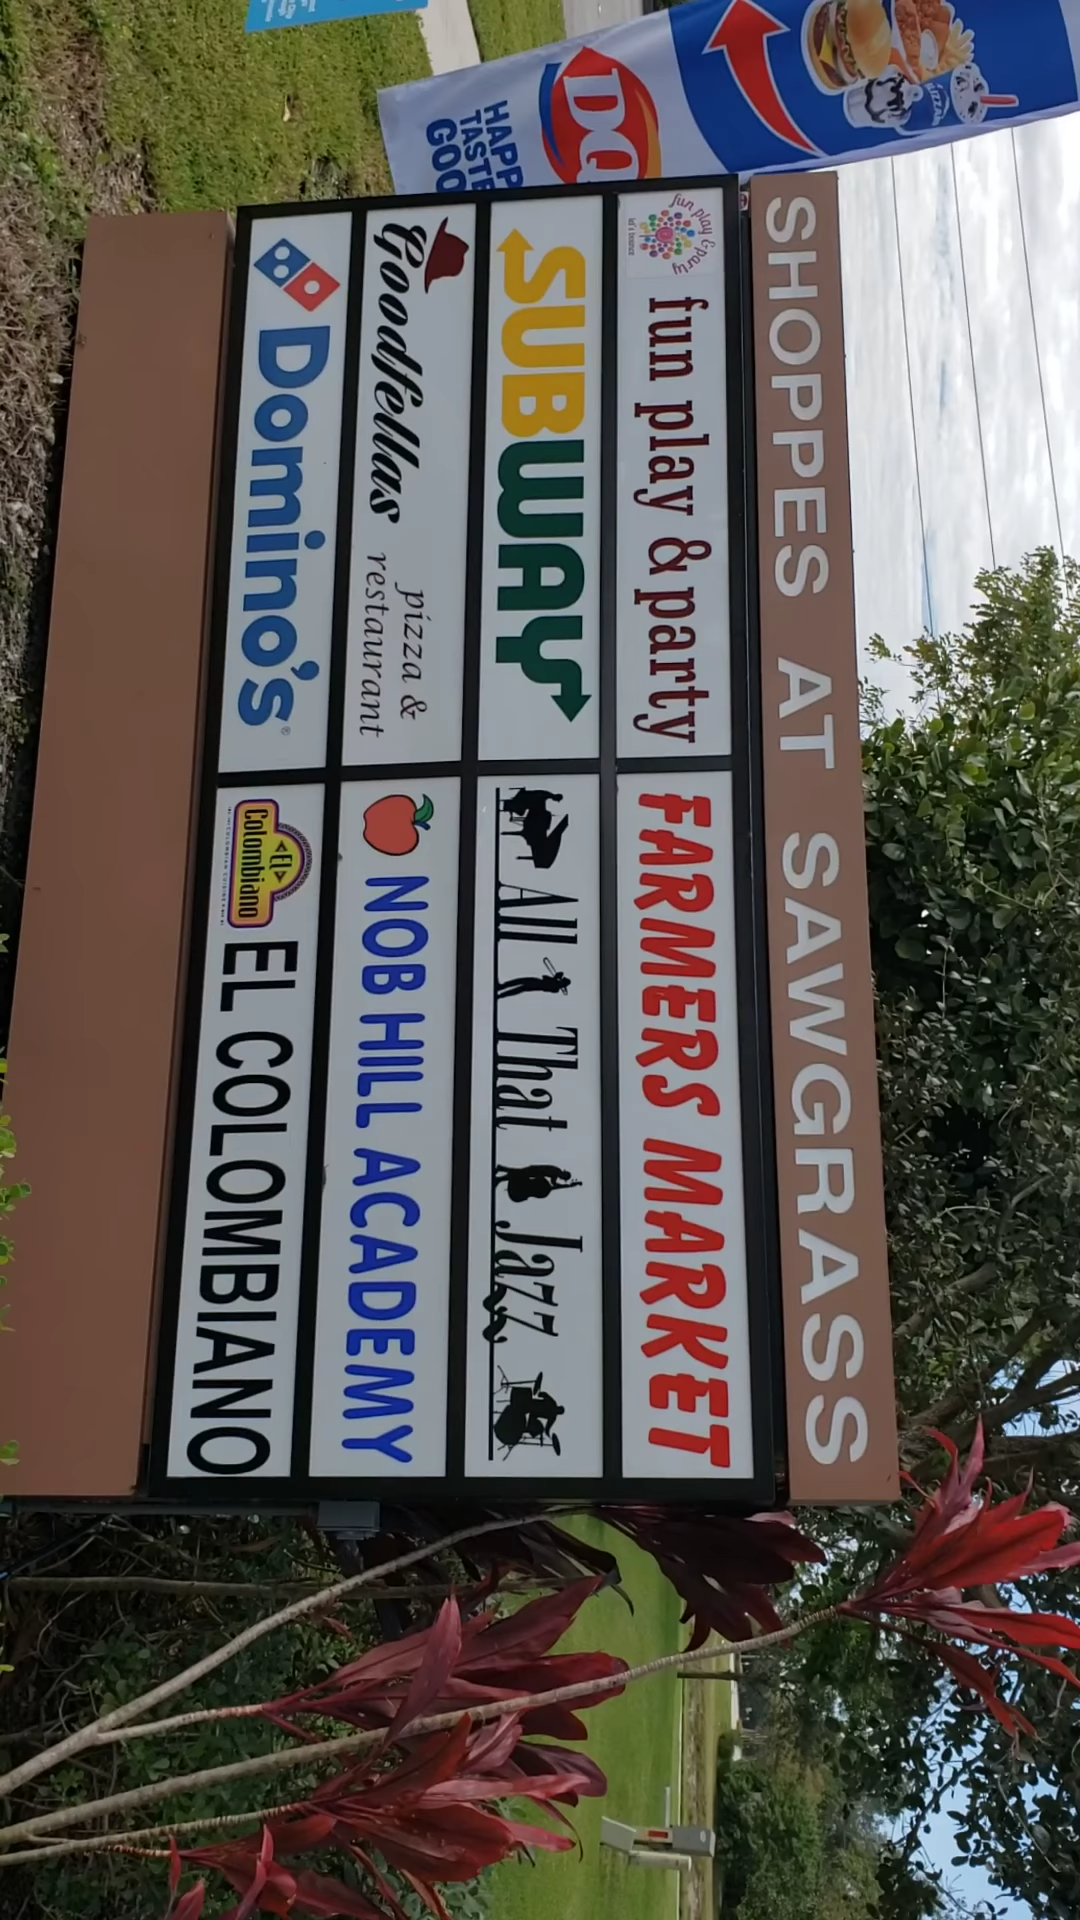 SHOPPES AT SAWGRASS
fun play & party
let's bounce
fun play & party
FARMERS MARKET
SUBWAY
All That Jazz
Goodfellas pizza &
restaurant
NOB HILL ACADEMY
Domino's®
EL
Colombiano
EL COLOMBIANO
DQ
HAPP
TASTE
GOO